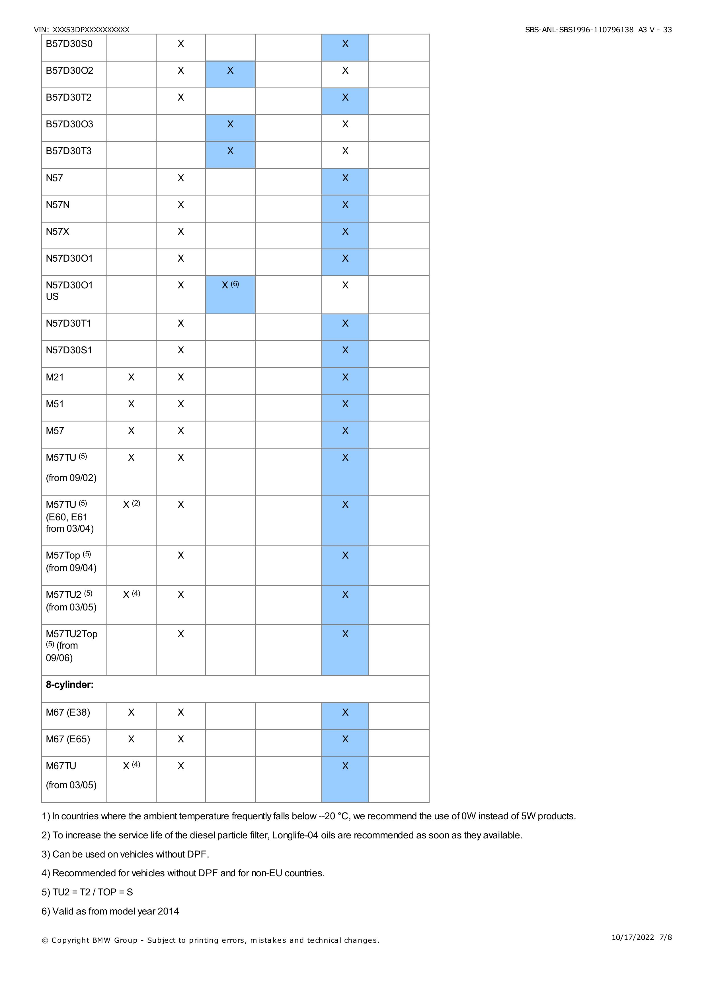 VIN: XXX53DPXXXXXXXXXX SBS-ANL-SBS1996-110796138_A3 V - 33
B57D30S0 X X
B57D30O2 X X X
B57D30T2 X X
B57D30O3 X X
B57D30T3 X X
N57 X X
N57N X X
N57X X X
N57D30O1 X X
N57D30O1 X X (6) X
US
N57D30T1 X X
N57D30S1 X X
M21 X X X
M51 X X X
M57 X X X
M57TU (5) X X X
(from 09/02)
M57TU (5) X (2) X X
(E60, E61
from 03/04)
M57Top (5) X X
(from 09/04)
M57TU2 (5) X (4) X X
(from 03/05)
M57TU2Top X X
(5) (from
09/06)
8-cylinder:
M67 (E38) X X X
M67 (E65) X X X
M67TU X (4) X X
(from 03/05)
1) In countries where the ambient temperature frequently falls below --20 °C, we recommend the use of 0W instead of 5W products.
2) To increase the service life of the diesel particle filter, Longlife-04 oils are recommended as soon as they available.
3) Can be used on vehicles without DPF.
4) Recommended for vehicles without DPF and for non-EU countries.
5) TU2 = T2 / TOP = S
6) Valid as from model year 2014
© Copyright BMW Group - Subject to printing errors, mistakes and technical changes. 10/17/2022 7/8